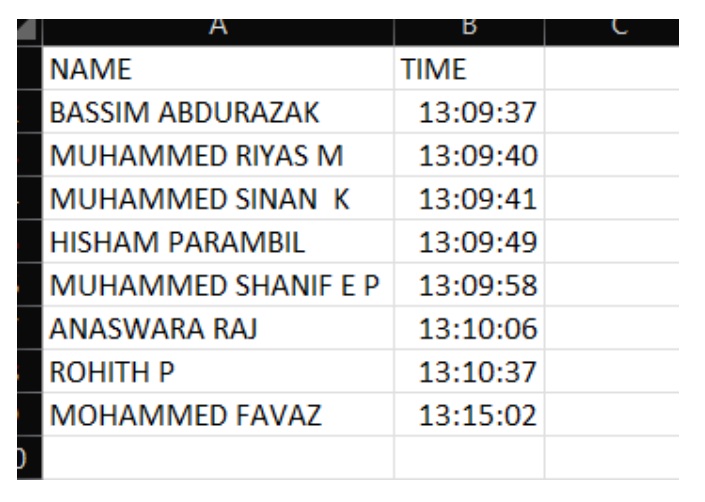 A B C
NAME TIME
BASSIM ABDURAZAK 13:09:37
MUHAMMED RIYAS M 13:09:40
MUHAMMED SINAN  K 13:09:41
HISHAM PARAMBIL 13:09:49
MUHAMMED SHANIF E P 13:09:58
ANASWARA RAJ 13:10:06
ROHITH P 13:10:37
MOHAMMED FAVAZ 13:15:02